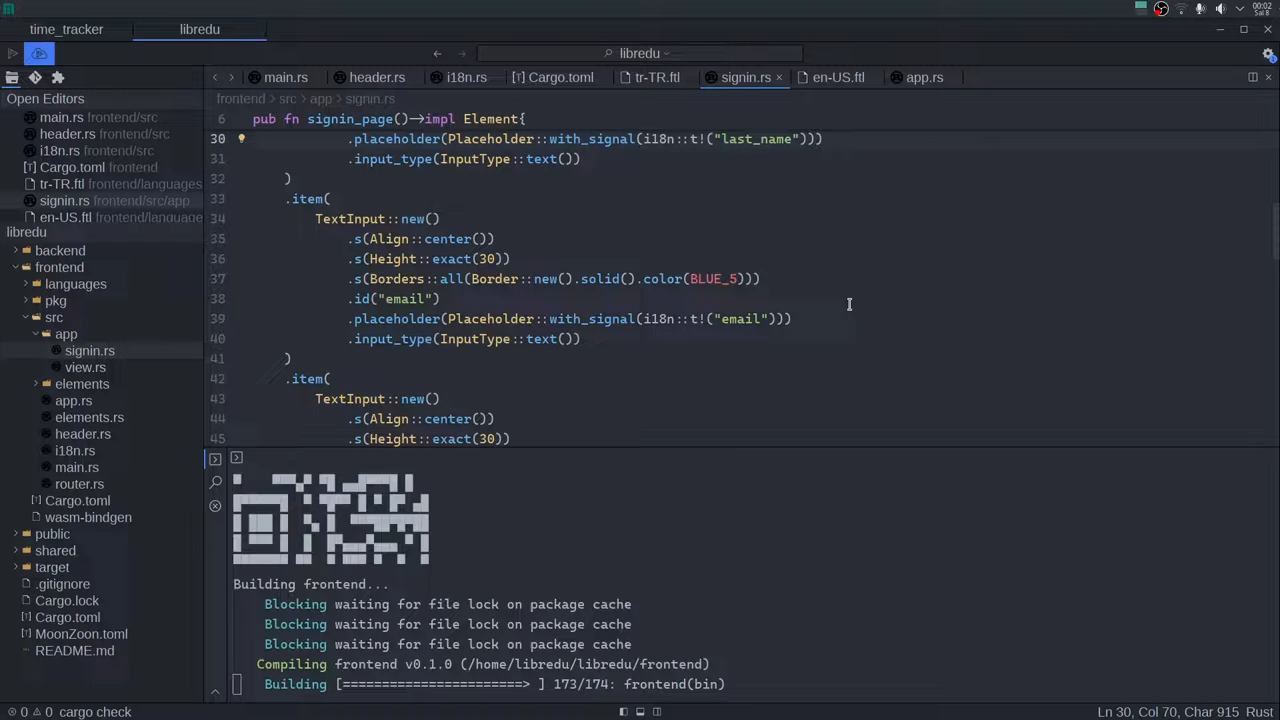 00:02
Sal 8
time_tracker
libredu
libredu
main.rs
header.rs
i18n.rs
Cargo.toml
tr-TR.ftl
signin.rs ×
en-US.ftl
app.rs
Open Editors
main.rs frontend/src
header.rs frontend/src
i18n.rs frontend/src
Cargo.toml frontend
tr-TR.ftl frontend/languages
signin.rs frontend/src/app
en-US.ftl frontend/language
libredu
backend
frontend
languages
pkg
src
app
signin.rs
view.rs
elements
app.rs
elements.rs
header.rs
i18n.rs
main.rs
router.rs
Cargo.toml
wasm-bindgen
public
shared
target
.gitignore
Cargo.lock
Cargo.toml
MoonZoon.toml
README.md
frontend > src > app > signin.rs
6 pub fn signin_page()->impl Element{
30 .placeholder(Placeholder::with_signal(i18n::t!("last_name")))
31 .input_type(InputType::text())
32 )
33 .item(
34 TextInput::new()
35 .s(Align::center())
36 .s(Height::exact(30))
37 .s(Borders::all(Border::new().solid().color(BLUE_5)))
38 .id("email")
39 .placeholder(Placeholder::with_signal(i18n::t!("email")))
40 .input_type(InputType::text())
41 )
42 .item(
43 TextInput::new()
44 .s(Align::center())
45 .s(Height::exact(30))
Building frontend...
Blocking waiting for file lock on package cache
Blocking waiting for file lock on package cache
Blocking waiting for file lock on package cache
Compiling frontend v0.1.0 (/home/libredu/libredu/frontend)
Building [=======================> ] 173/174: frontend(bin)
0 0 cargo check
Ln 30, Col 70, Char 915 Rust